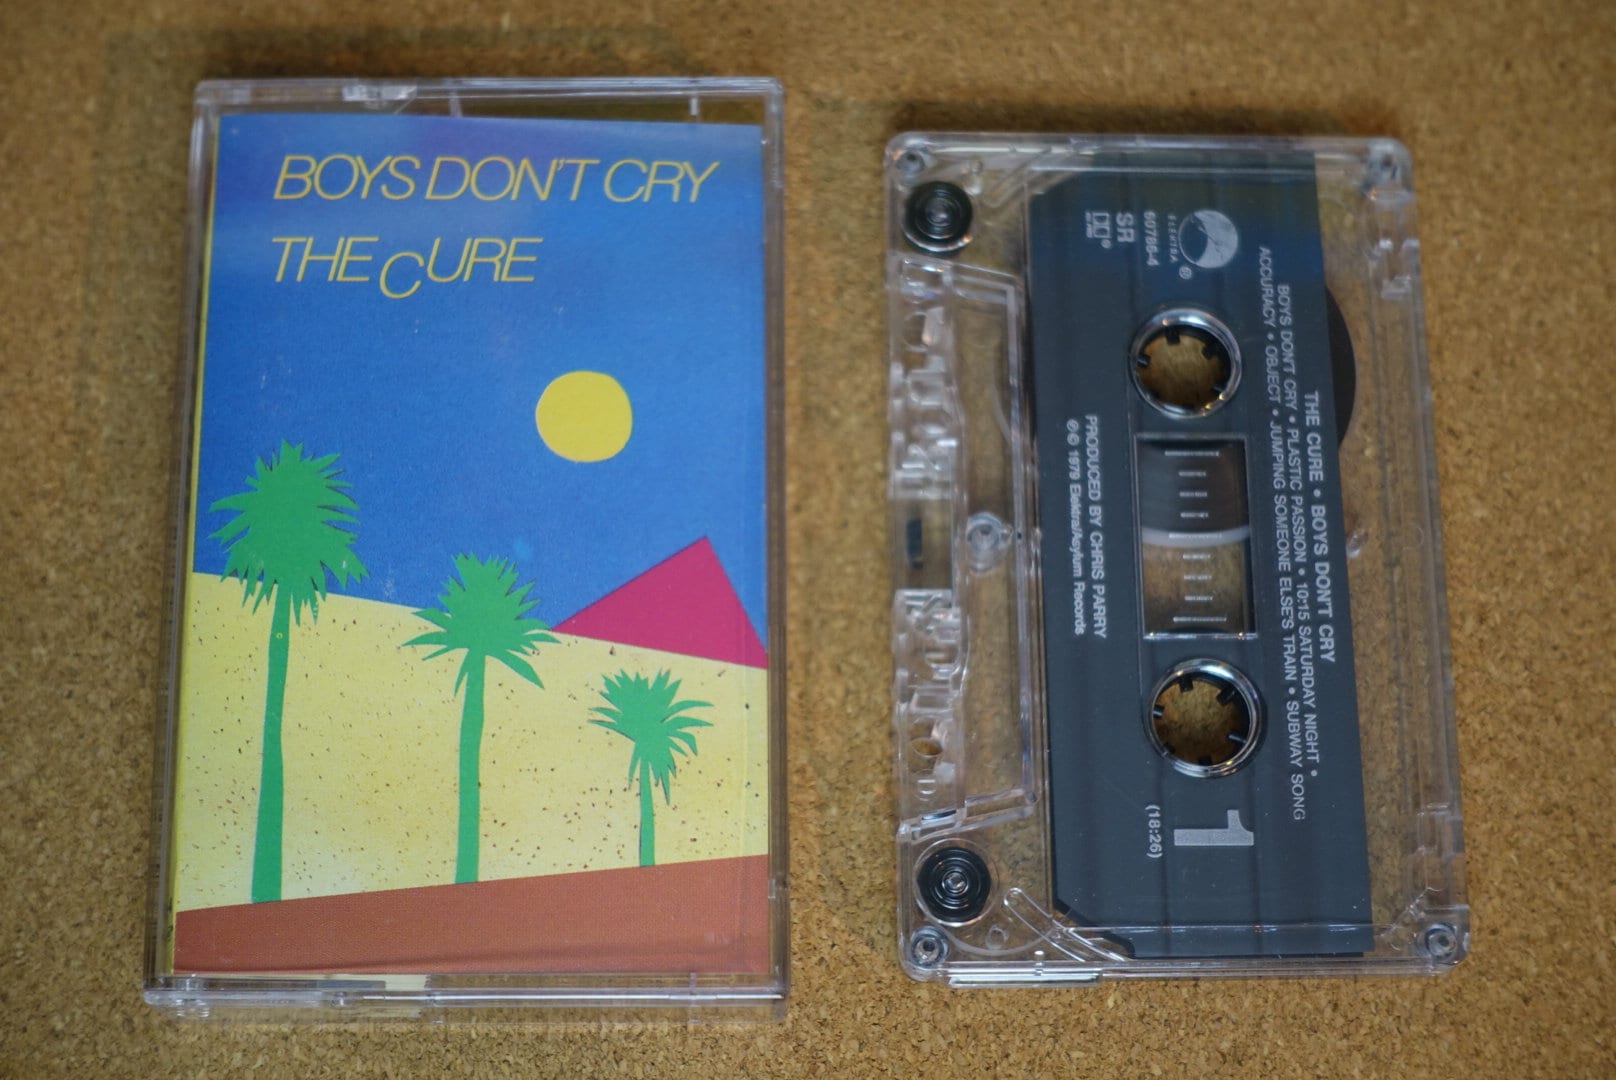 BOYS DON'T CRY
THE CURE
THE CURE • BOYS DON'T CRY
BOYS DON'T CRY • PLASTIC PASSION • 10:15 SATURDAY NIGHT •
ACCURACY • OBJECT • JUMPING SOMEONE ELSE'S TRAIN • SUBWAY SONG
ELEKTRA ®
60786-4
SR
1
(18:26)
PRODUCED BY CHRIS PARRY
℗© 1979 Elektra/Asylum Records